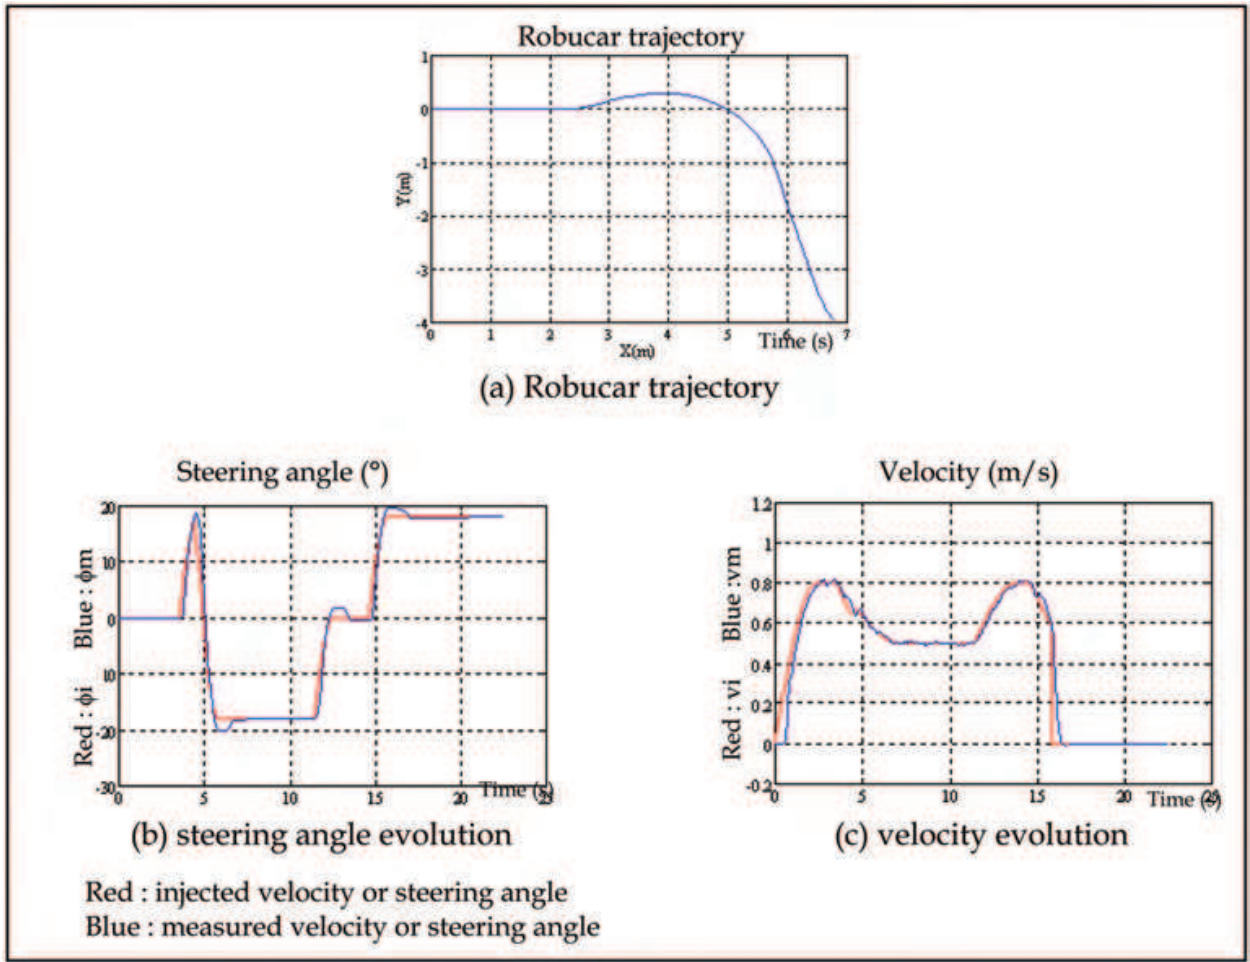 Robucar trajectory
1
0
-1
-2
-3
-4
Y(m)
0 1 2 3 4 5 6 7
X(m)
Time (s)
(a) Robucar trajectory
Steering angle (°)
Red : ϕi Blue : ϕm
20
10
0
10
-20
-30
0 5 10 15 20 25
Time (s)
(b) steering angle evolution
Velocity (m/s)
Red : vi Blue :vm
1.2
1
0.8
0.6
0.4
0.2
0
-0.2
0 5 10 15 20 25
Time (s)
(c) velocity evolution
Red : injected velocity or steering angle
Blue : measured velocity or steering angle